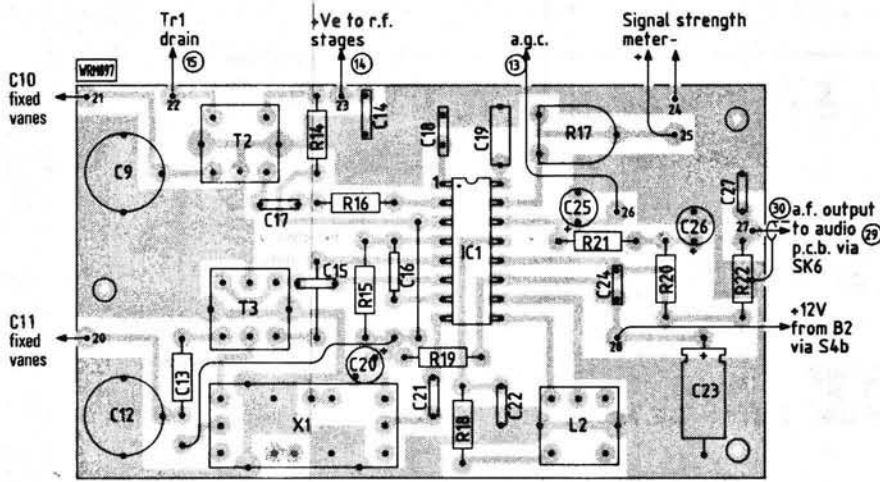 Tr1
drain
15
+Ve to r.f.
stages
14
a.g.c.
13
Signal strength
meter-
+
WRM097
C10
fixed
vanes
21
22
23
24
25
T2
R14
C14
C18
C19
R17
C9
C17
R16
1
IC1
C25
+
26
C26
+
C27
27
30 a.f. output
to audio 29
p.c.b. via
SK6
R21
T3
C15
R15
C16
C24
R20
R22
C11
fixed
vanes
20
+12V
from B2
via S4b
28
C13
C20
+
R19
C12
X1
C21
R18
C22
L2
+
C23